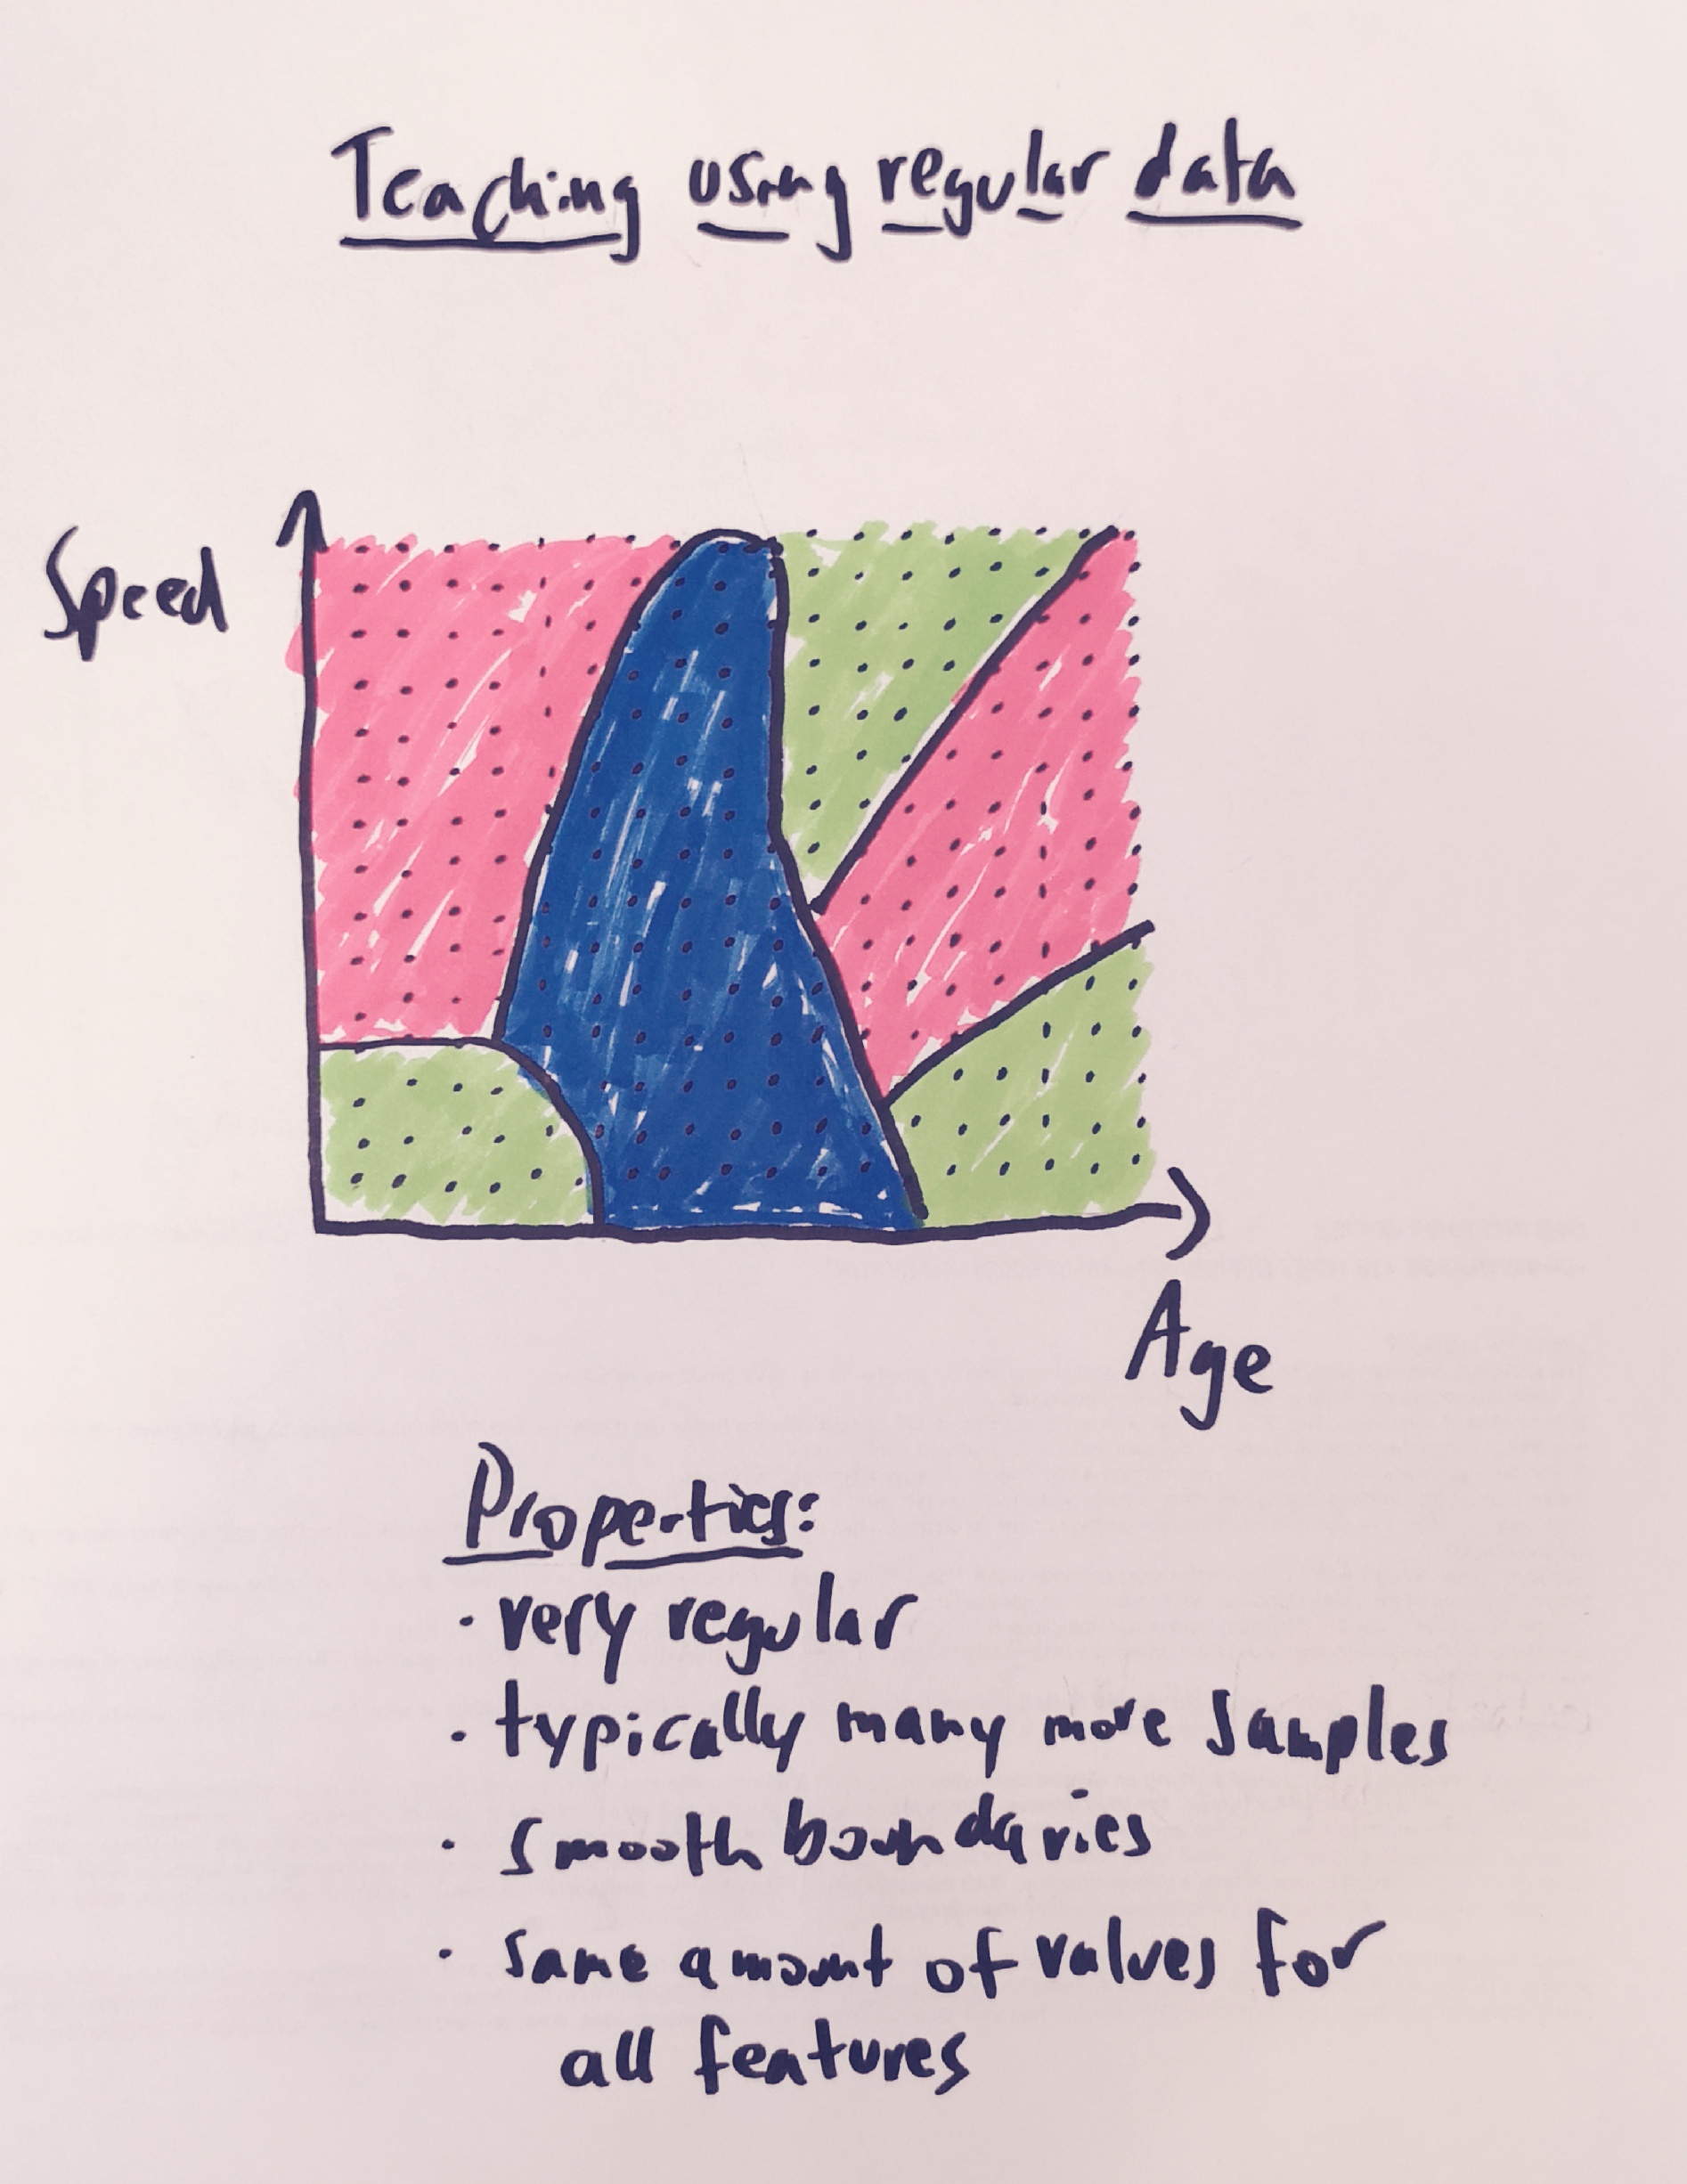 Teaching using regular data
Speed
Age
Properties:
· very regular
· typically many more samples
· smooth boundaries
· same amount of values for
all features